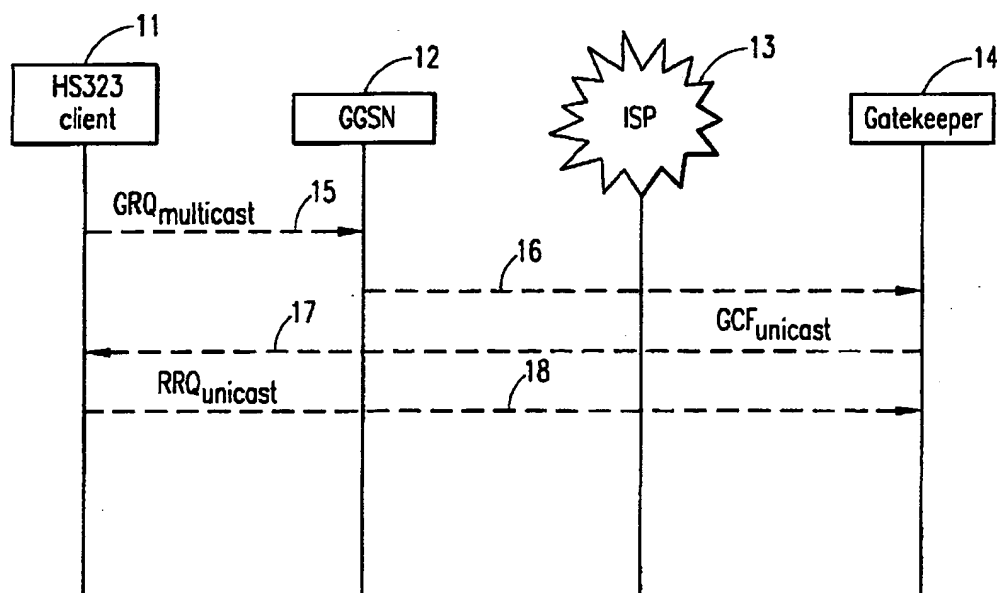 11
12
13
14
HS323
client
GGSN
ISP
Gatekeeper
GRQmulticast
15
16
17
GCFunicast
RRQunicast
18